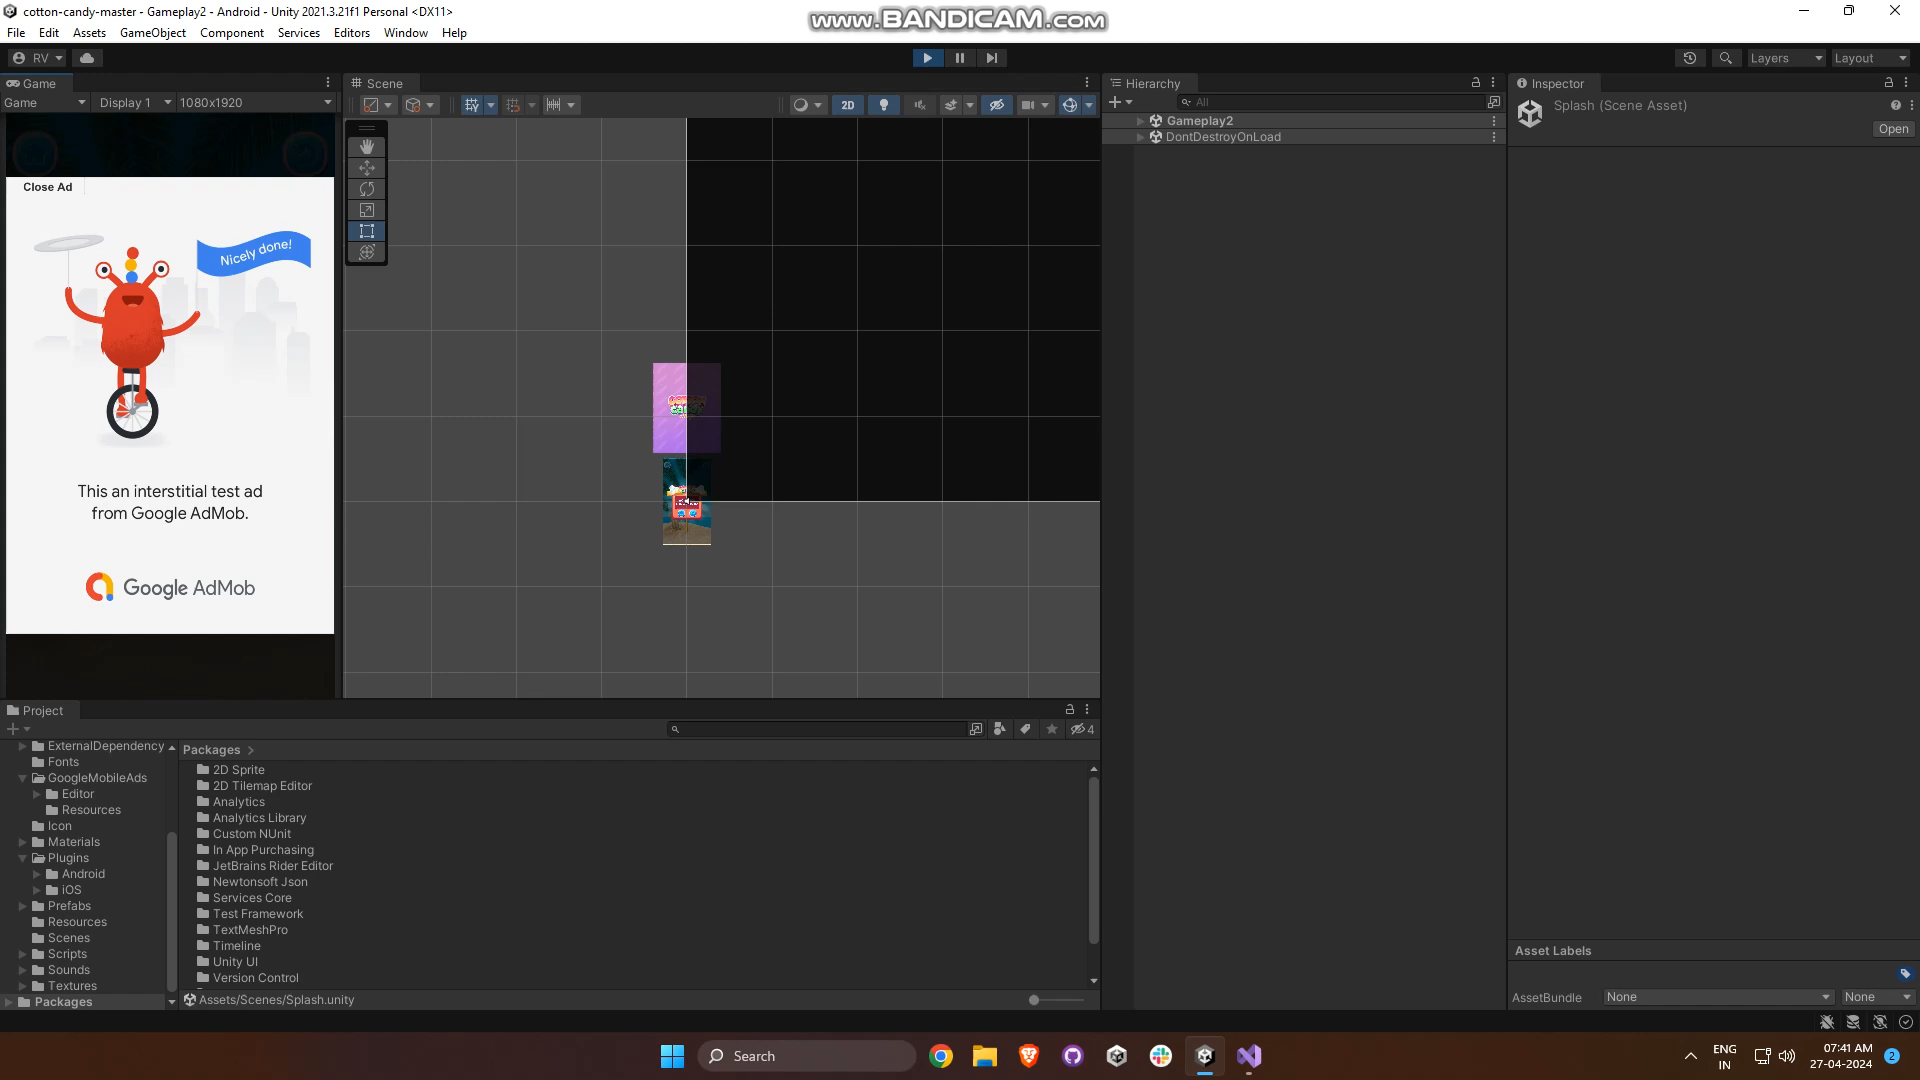 cotton-candy-master - Gameplay2 - Android - Unity 2021.3.21f1 Personal <DX11>
www.BANDICAM.com
File Edit Assets GameObject Component Services Editors Window Help
RV
Layers
Layout
Game
Game Display 1 1080x1920
Close Ad
Nicely done!
This an interstitial test ad
from Google AdMob.
Google AdMob
Scene
2D
Hierarchy
All
Gameplay2
DontDestroyOnLoad
Inspector
Splash (Scene Asset)
Open
Project
4
ExternalDependency
Fonts
GoogleMobileAds
Editor
Resources
Icon
Materials
Plugins
Android
iOS
Prefabs
Resources
Scenes
Scripts
Sounds
Textures
Packages
Packages
2D Sprite
2D Tilemap Editor
Analytics
Analytics Library
Custom NUnit
In App Purchasing
JetBrains Rider Editor
Newtonsoft Json
Services Core
Test Framework
TextMeshPro
Timeline
Unity UI
Version Control
Assets/Scenes/Splash.unity
Asset Labels
AssetBundle None None
Search
ENG
IN
07:41 AM
27-04-2024
2